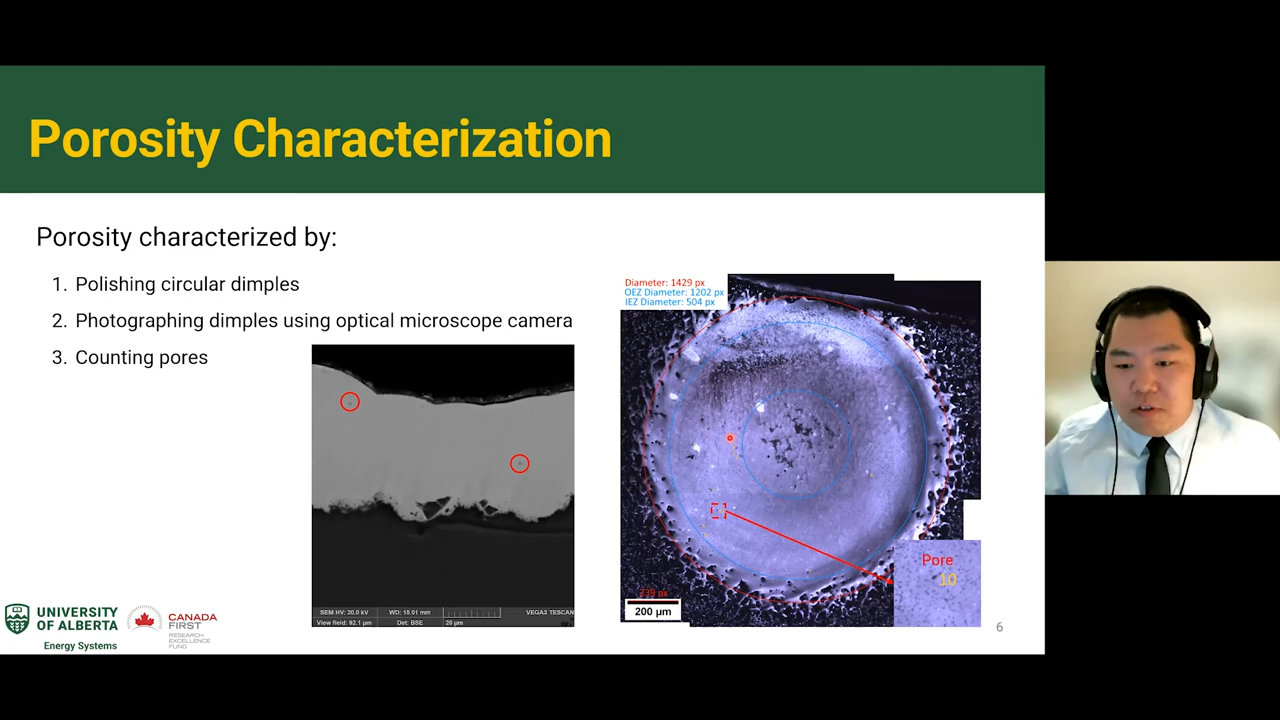 Porosity Characterization
Porosity characterized by:
1. Polishing circular dimples
2. Photographing dimples using optical microscope camera
3. Counting pores
SEM HV: 20.0 kV
WD: 15.01 mm
VEGA3 TESCAN
View field: 92.1 µm
Det: BSE
20 µm
Diameter: 1429 px
OEZ Diameter: 1202 px
IEZ Diameter: 504 px
Pore
10
239 px
200 µm
UNIVERSITY
OF ALBERTA
Energy Systems
CANADA
FIRST
RESEARCH
EXCELLENCE
FUND
6